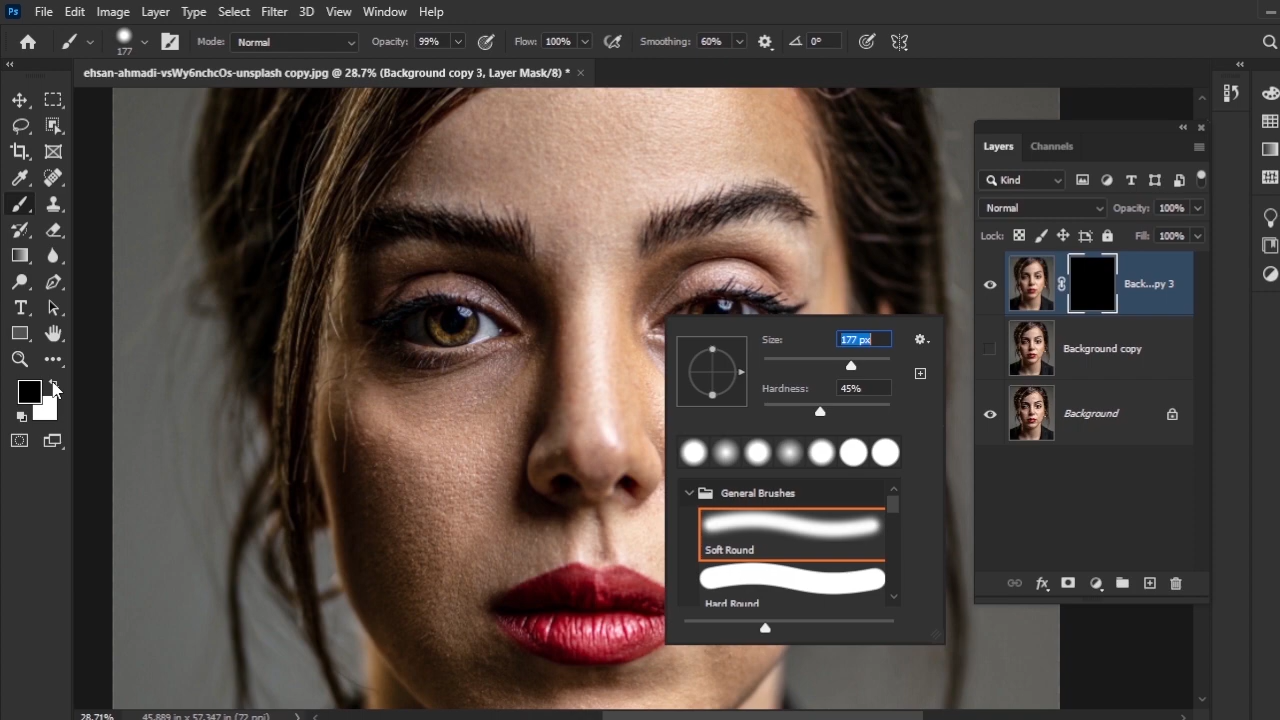 Ps File Edit Image Layer Type Select Filter 3D View Window Help
177 Mode: Normal Opacity: 99% Flow: 100% Smoothing: 60% 0°
ehsan-ahmadi-vsWy6nchcOs-unsplash copy.jpg @ 28.7% (Background copy 3, Layer Mask/8) *
Layers Channels
Kind
Normal Opacity: 100%
Lock: Fill: 100%
Back...py 3
Background copy
Background
Size: 177 px
Hardness: 45%
General Brushes
Soft Round
Hard Round
28.71% 45.889 in x 57.347 in (72 ppi)